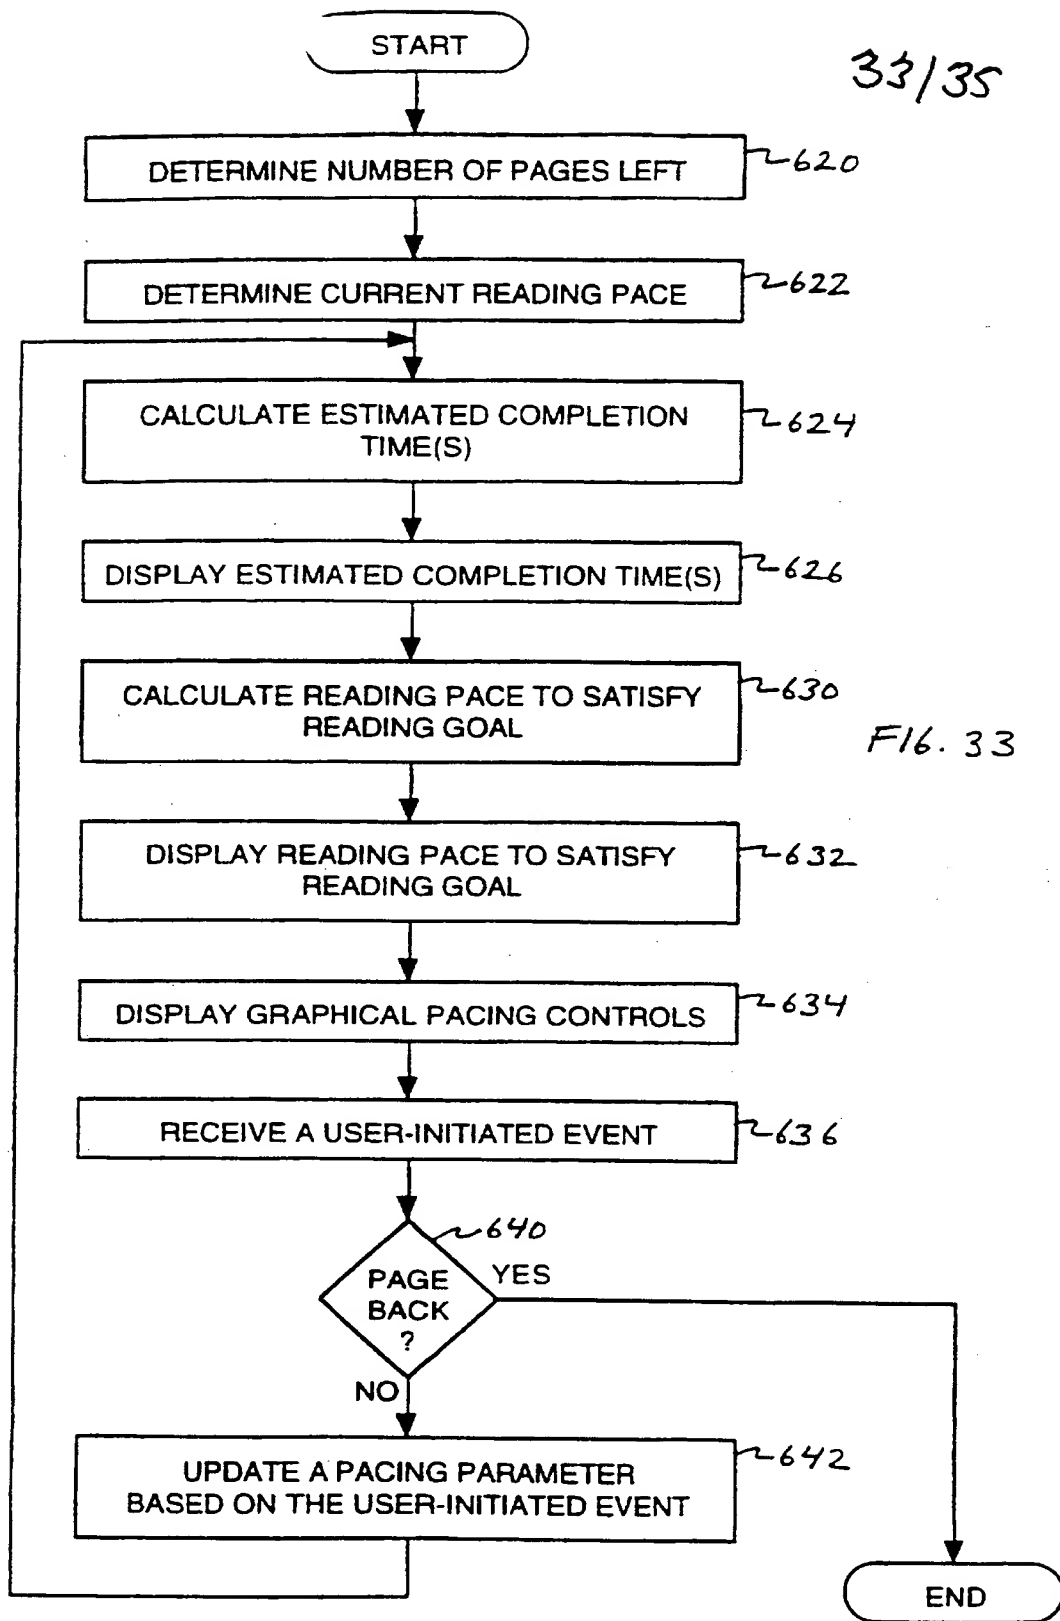 START
33/35
DETERMINE NUMBER OF PAGES LEFT
620
DETERMINE CURRENT READING PACE
622
CALCULATE ESTIMATED COMPLETION
TIME(S)
624
DISPLAY ESTIMATED COMPLETION TIME(S)
626
CALCULATE READING PACE TO SATISFY
READING GOAL
630
FIG. 33
DISPLAY READING PACE TO SATISFY
READING GOAL
632
DISPLAY GRAPHICAL PACING CONTROLS
634
RECEIVE A USER-INITIATED EVENT
636
640
PAGE
BACK
?
YES
NO
UPDATE A PACING PARAMETER
BASED ON THE USER-INITIATED EVENT
642
END